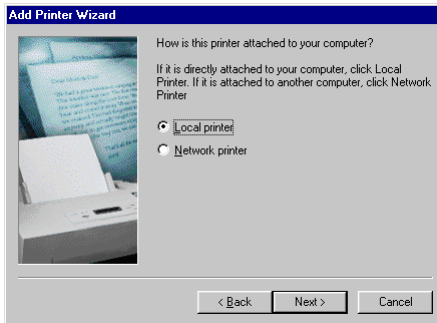 Add Printer Wizard
How is this printer attached to your computer?
If it is directly attached to your computer, click Local
Printer. If it is attached to another computer, click Network
Printer
Local printer
Network printer
< Back
Next >
Cancel